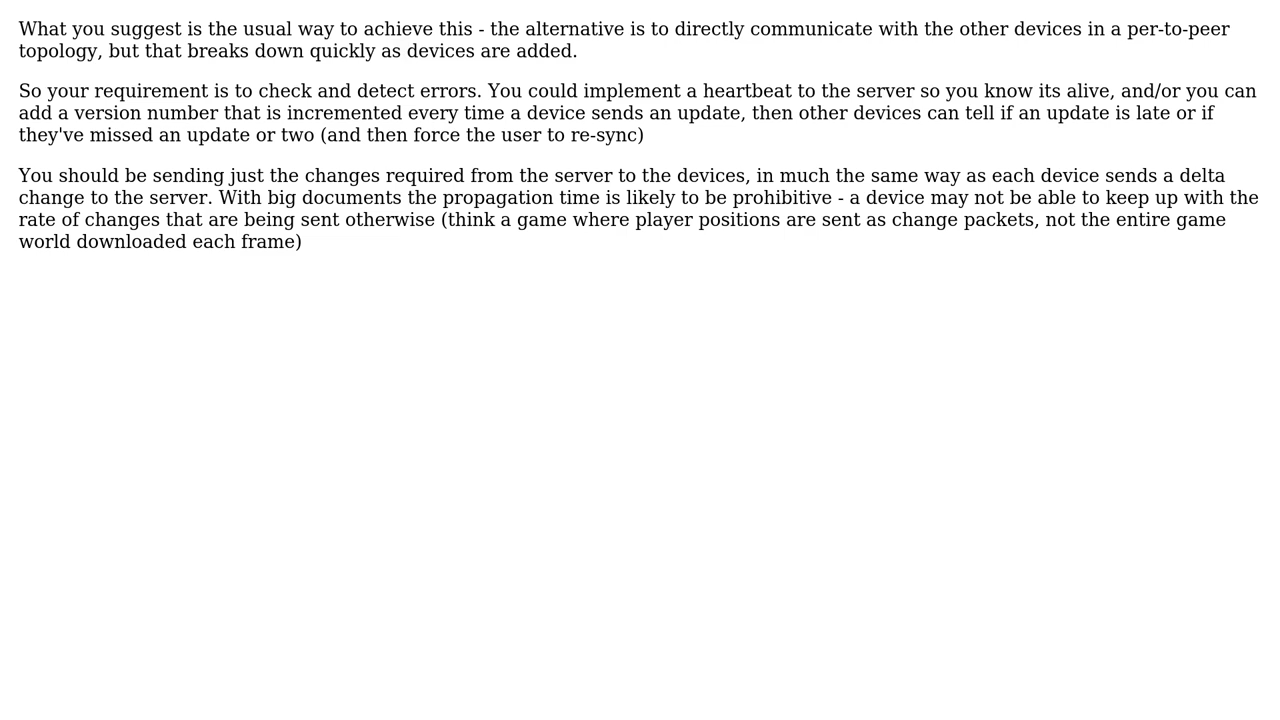 What you suggest is the usual way to achieve this - the alternative is to directly communicate with the other devices in a per-to-peer
topology, but that breaks down quickly as devices are added.
So your requirement is to check and detect errors. You could implement a heartbeat to the server so you know its alive, and/or you can
add a version number that is incremented every time a device sends an update, then other devices can tell if an update is late or if
they've missed an update or two (and then force the user to re-sync)
You should be sending just the changes required from the server to the devices, in much the same way as each device sends a delta
change to the server. With big documents the propagation time is likely to be prohibitive - a device may not be able to keep up with the
rate of changes that are being sent otherwise (think a game where player positions are sent as change packets, not the entire game
world downloaded each frame)